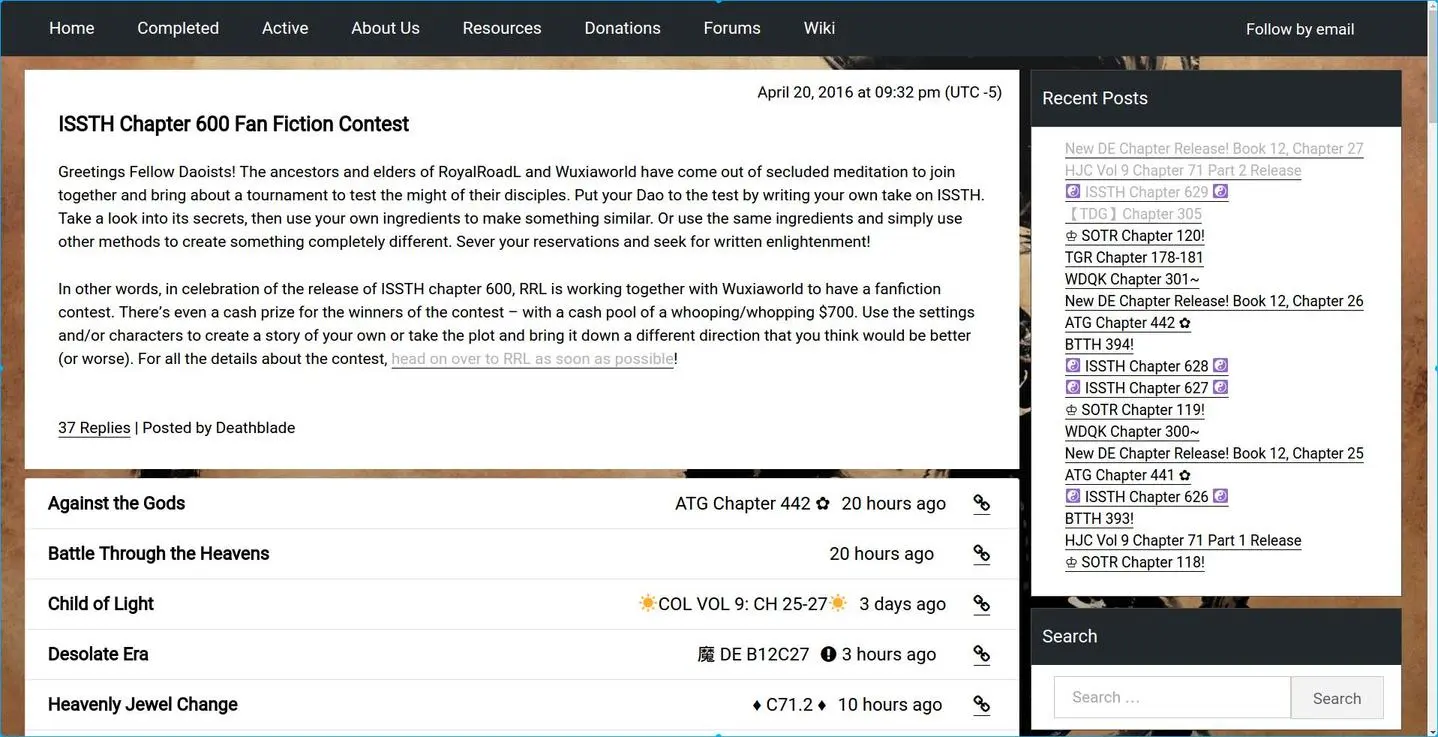 Home Completed Active About Us Resources Donations Forums Wiki Follow by email
April 20, 2016 at 09:32 pm (UTC -5)
ISSTH Chapter 600 Fan Fiction Contest
Greetings Fellow Daoists! The ancestors and elders of RoyalRoadL and Wuxiaworld have come out of secluded meditation to join
together and bring about a tournament to test the might of their disciples. Put your Dao to the test by writing your own take on ISSTH.
Take a look into its secrets, then use your own ingredients to make something similar. Or use the same ingredients and simply use
other methods to create something completely different. Sever your reservations and seek for written enlightenment!
In other words, in celebration of the release of ISSTH chapter 600, RRL is working together with Wuxiaworld to have a fanfiction
contest. There’s even a cash prize for the winners of the contest – with a cash pool of a whooping/whopping $700. Use the settings
and/or characters to create a story of your own or take the plot and bring it down a different direction that you think would be better
(or worse). For all the details about the contest, head on over to RRL as soon as possible!
37 Replies | Posted by Deathblade
Against the Gods ATG Chapter 442 ✿ 20 hours ago
Battle Through the Heavens 20 hours ago
Child of Light ☀COL VOL 9: CH 25-27☀ 3 days ago
Desolate Era 魔 DE B12C27 3 hours ago
Heavenly Jewel Change ♦ C71.2 ♦ 10 hours ago
Recent Posts
New DE Chapter Release! Book 12, Chapter 27
HJC Vol 9 Chapter 71 Part 2 Release
☯ ISSTH Chapter 629 ☯
【TDG】Chapter 305
♔ SOTR Chapter 120!
TGR Chapter 178-181
WDQK Chapter 301~
New DE Chapter Release! Book 12, Chapter 26
ATG Chapter 442 ✿
BTTH 394!
☯ ISSTH Chapter 628 ☯
☯ ISSTH Chapter 627 ☯
♔ SOTR Chapter 119!
WDQK Chapter 300~
New DE Chapter Release! Book 12, Chapter 25
ATG Chapter 441 ✿
☯ ISSTH Chapter 626 ☯
BTTH 393!
HJC Vol 9 Chapter 71 Part 1 Release
♔ SOTR Chapter 118!
Search
Search … Search